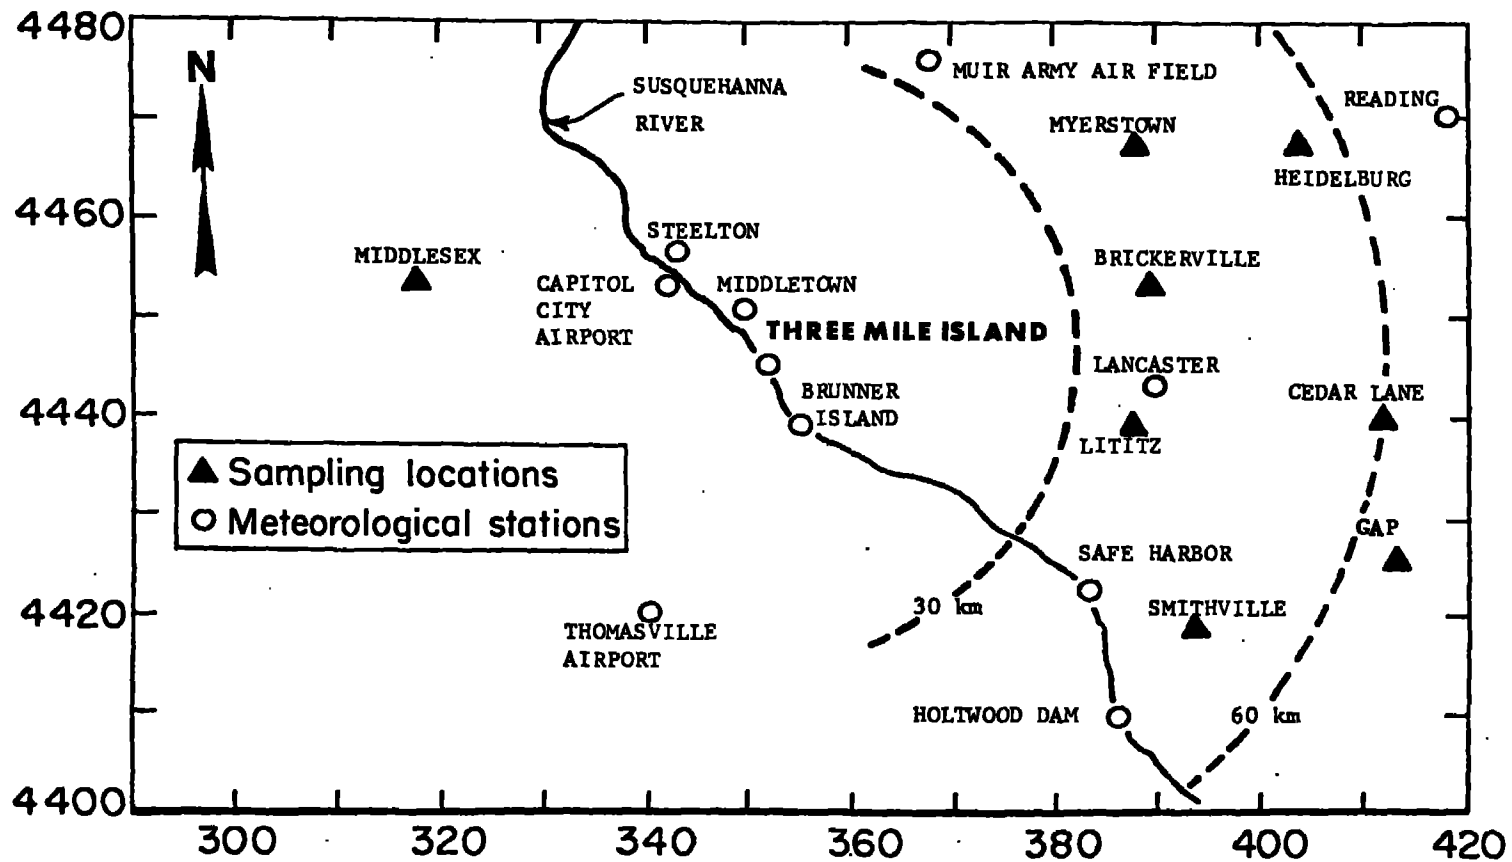 4480
N
MUIR ARMY AIR FIELD
SUSQUEHANNA
RIVER
READING
MYERSTOWN
HEIDELBURG
4460
STEELTON
MIDDLESEX
BRICKERVILLE
CAPITOL
CITY
AIRPORT
MIDDLETOWN
THREE MILE ISLAND
LANCASTER
BRUNNER
ISLAND
CEDAR LANE
4440
LITITZ
▲ Sampling locations
O Meteorological stations
GAP
SAFE HARBOR
30 km
SMITHVILLE
4420
THOMASVILLE
AIRPORT
HOLTWOOD DAM
60 km
4400
300 320 340 360 380 400 420